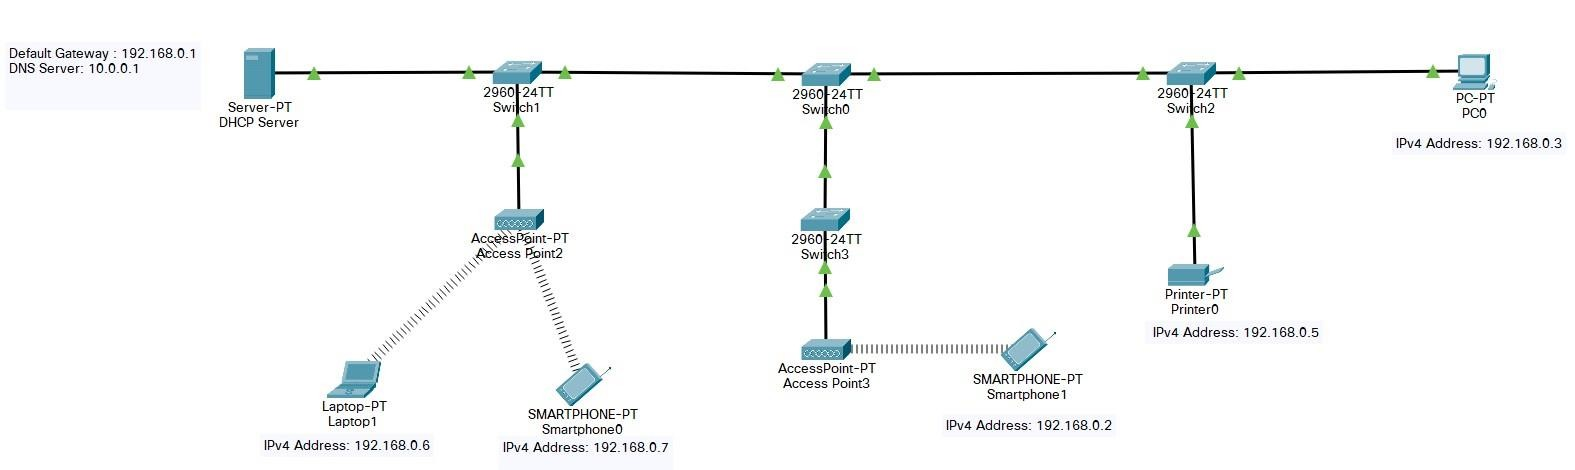 Default Gateway : 192.168.0.1
DNS Server: 10.0.0.1
Server-PT
DHCP Server
2960-24TT
Switch1
2960-24TT
Switch0
2960-24TT
Switch2
PC-PT
PC0
IPv4 Address: 192.168.0.3
AccessPoint-PT
Access Point2
2960-24TT
Switch3
Printer-PT
Printer0
IPv4 Address: 192.168.0.5
AccessPoint-PT
Access Point3
SMARTPHONE-PT
Smartphone1
IPv4 Address: 192.168.0.2
Laptop-PT
Laptop1
IPv4 Address: 192.168.0.6
SMARTPHONE-PT
Smartphone0
IPv4 Address: 192.168.0.7